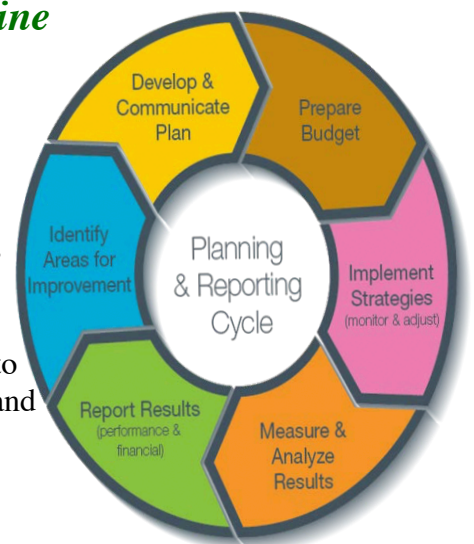 ine
Develop &
Communicate
Plan
Prepare
Budget
Implement
Strategies
(monitor & adjust)
Measure &
Analyze
Results
Report Results
(performance &
financial)
Identify
Areas for
Improvement
Planning
& Reporting
Cycle
to
and